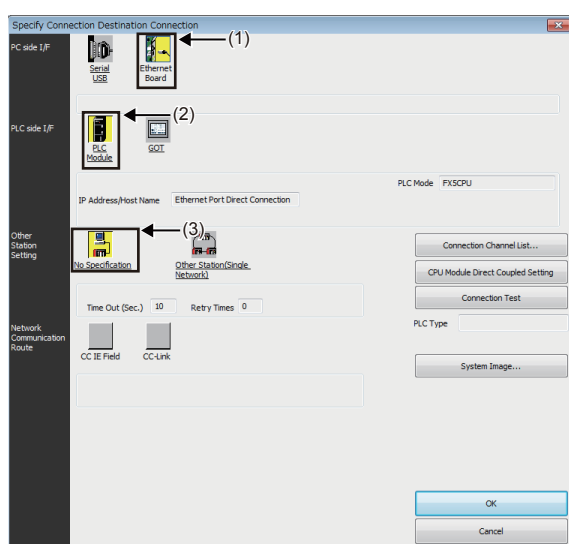 Specify Connection Destination Connection
PC side I/F
Serial
USB
Ethernet
Board
(1)
PLC side I/F
PLC
Module
GOT
(2)
PLC Mode FX5CPU
IP Address/Host Name Ethernet Port Direct Connection
Other
Station
Setting
No Specification
Other Station(Single
Network)
(3)
Connection Channel List...
CPU Module Direct Coupled Setting
Connection Test
Time Out (Sec.) 10 Retry Times 0
PLC Type
Network
Communication
Route
CC IE Field CC-Link
System Image...
OK
Cancel